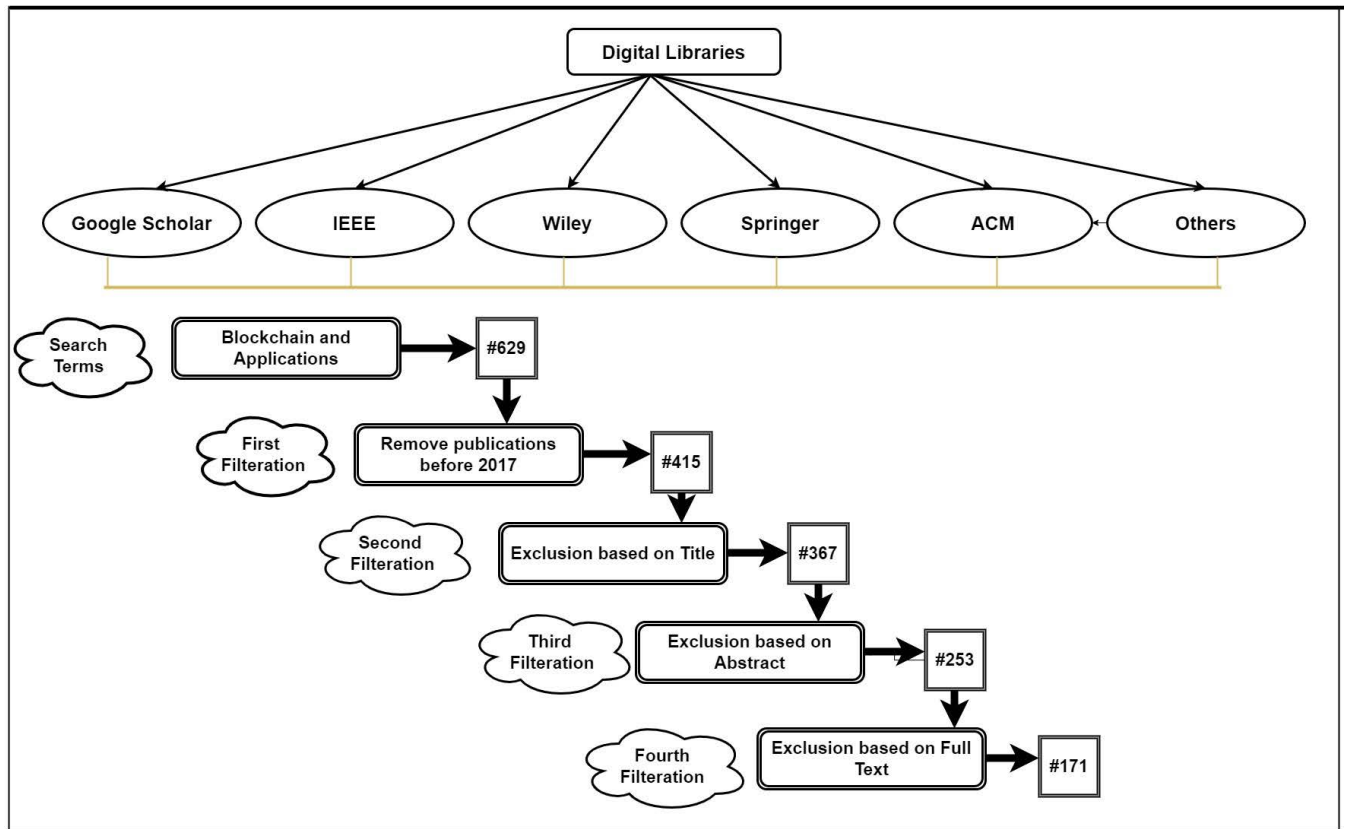 Digital Libraries
Google Scholar
IEEE
Wiley
Springer
ACM
Others
Search
Terms
Blockchain and
Applications
#629
First
Filteration
Remove publications
before 2017
#415
Second
Filteration
Exclusion based on Title
#367
Third
Filteration
Exclusion based on
Abstract
#253
Fourth
Filteration
Exclusion based on Full
Text
#171